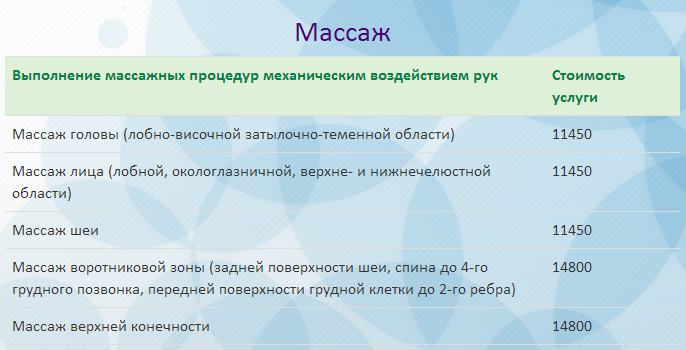 Массаж
Выполнение массажных процедур механическим воздействием рук Стоимость
услуги
Массаж головы (лобно-височной затылочно-теменной области) 11450
Массаж лица (лобной, окологлазничной, верхне- и нижнечелюстной 11450
области)
Массаж шеи 11450
Массаж воротниковой зоны (задней поверхности шеи, спина до 4-го 14800
грудного позвонка, передней поверхности грудной клетки до 2-го ребра)
Массаж верхней конечности 14800